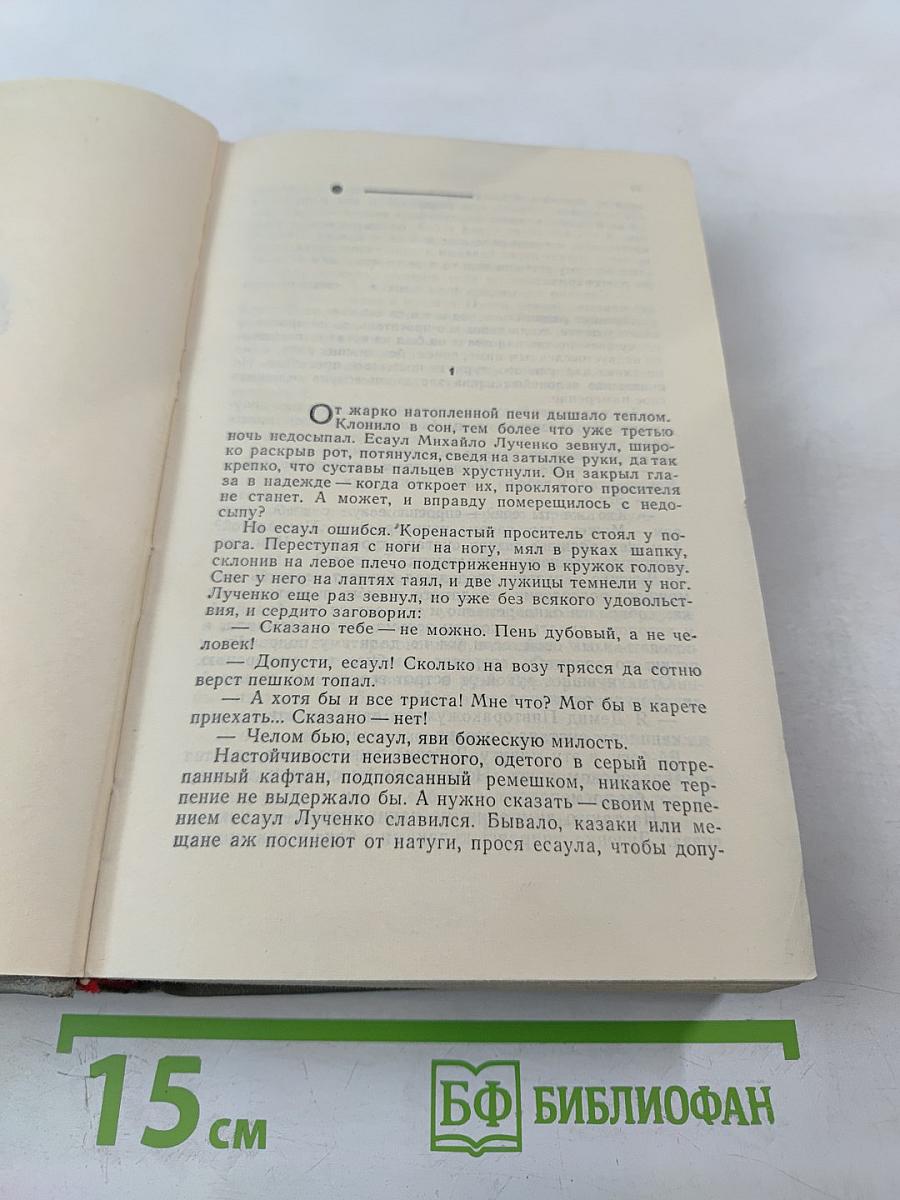 1
От жарко натопленной печи дышало теплом.
Клонило в сон, тем более что уже третью
ночь недосыпал. Есаул Михайло Лученко зевнул, широ-
ко раскрыв рот, потянулся, сведя на затылке руки, да так
крепко, что суставы пальцев хрустнули. Он закрыл гла-
за в надежде — когда откроет их, проклятого просителя
не станет. А может, и вправду померещилось с недо-
сыпу?
Но есаул ошибся. Коренастый проситель стоял у по-
рога. Переступая с ноги на ногу, мял в руках шапку,
склонив на левое плечо подстриженную в кружок голову.
Снег у него на лаптях таял, и две лужицы темнели у ног.
Лученко еще раз зевнул, но уже без всякого удовольст-
вия, и сердито заговорил:
— Сказано тебе — не можно. Пень дубовый, а не че-
ловек!
— Допусти, есаул! Сколько на возу трясся да сотню
верст пешком топал.
— А хотя бы и все триста! Мне что? Мог бы в карете
приехать... Сказано — нет!
— Челом бью, есаул, яви божескую милость.
Настойчивости неизвестного, одетого в серый потре-
панный кафтан, подпоясанный ремешком, никакое тер-
пение не выдержало бы. А нужно сказать — своим терпе-
нием есаул Лученко славился. Бывало, казаки или ме-
щане аж посинеют от натуги, прося есаула, чтобы допу-
15 см
БФ БИБЛИОФАН